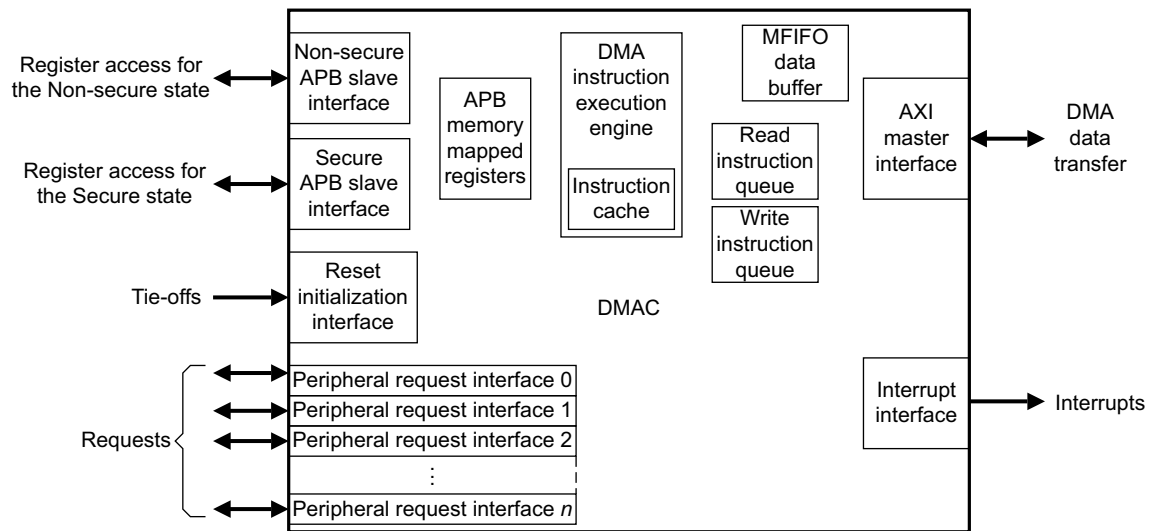 Register access for
the Non-secure state
Non-secure
APB slave
interface
Register access for
the Secure state
Secure
APB slave
interface
APB
memory
mapped
registers
DMA
instruction
execution
engine
Instruction
cache
MFIFO
data
buffer
Read
instruction
queue
Write
instruction
queue
AXI
master
interface
DMA
data
transfer
Tie-offs
Reset
initialization
interface
DMAC
Requests
Peripheral request interface 0
Peripheral request interface 1
Peripheral request interface 2
⋮
Peripheral request interface n
Interrupt
interface
Interrupts